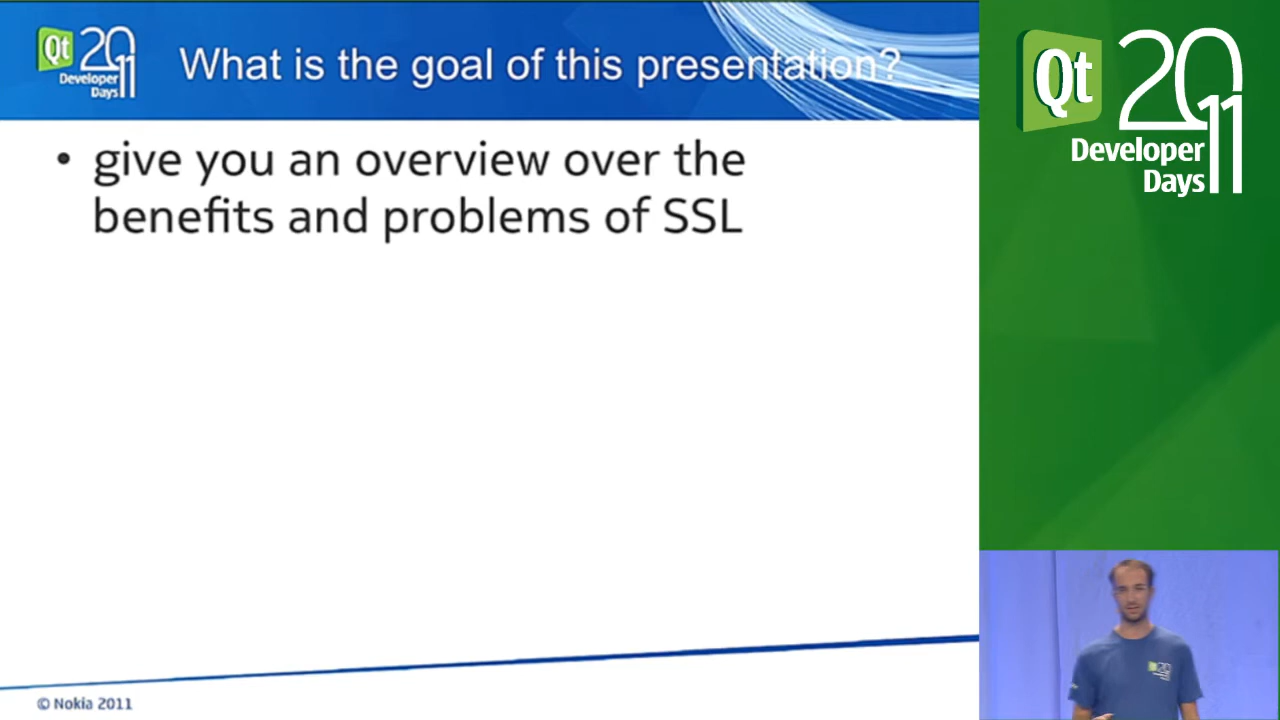 Qt 2011
Developer
Days
What is the goal of this presentation?
• give you an overview over the
benefits and problems of SSL
© Nokia 2011
Qt 2011
Developer
Days